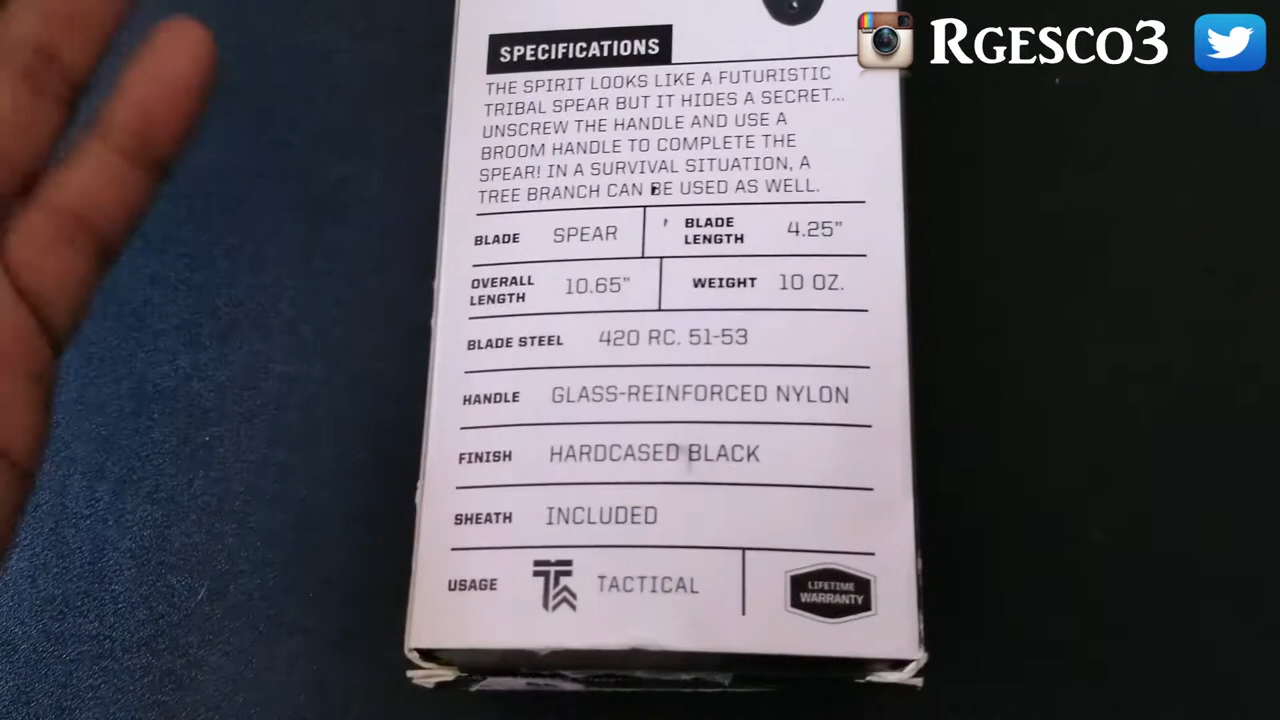 RGESCO3
SPECIFICATIONS
THE SPIRIT LOOKS LIKE A FUTURISTIC
TRIBAL SPEAR BUT IT HIDES A SECRET...
UNSCREW THE HANDLE AND USE A
BROOM HANDLE TO COMPLETE THE
SPEAR! IN A SURVIVAL SITUATION, A
TREE BRANCH CAN BE USED AS WELL.
BLADE SPEAR
BLADE LENGTH 4.25"
OVERALL LENGTH 10.65"
WEIGHT 10 OZ.
BLADE STEEL 420 RC. 51-53
HANDLE GLASS-REINFORCED NYLON
FINISH HARDCASED BLACK
SHEATH INCLUDED
USAGE TACTICAL
LIFETIME
WARRANTY